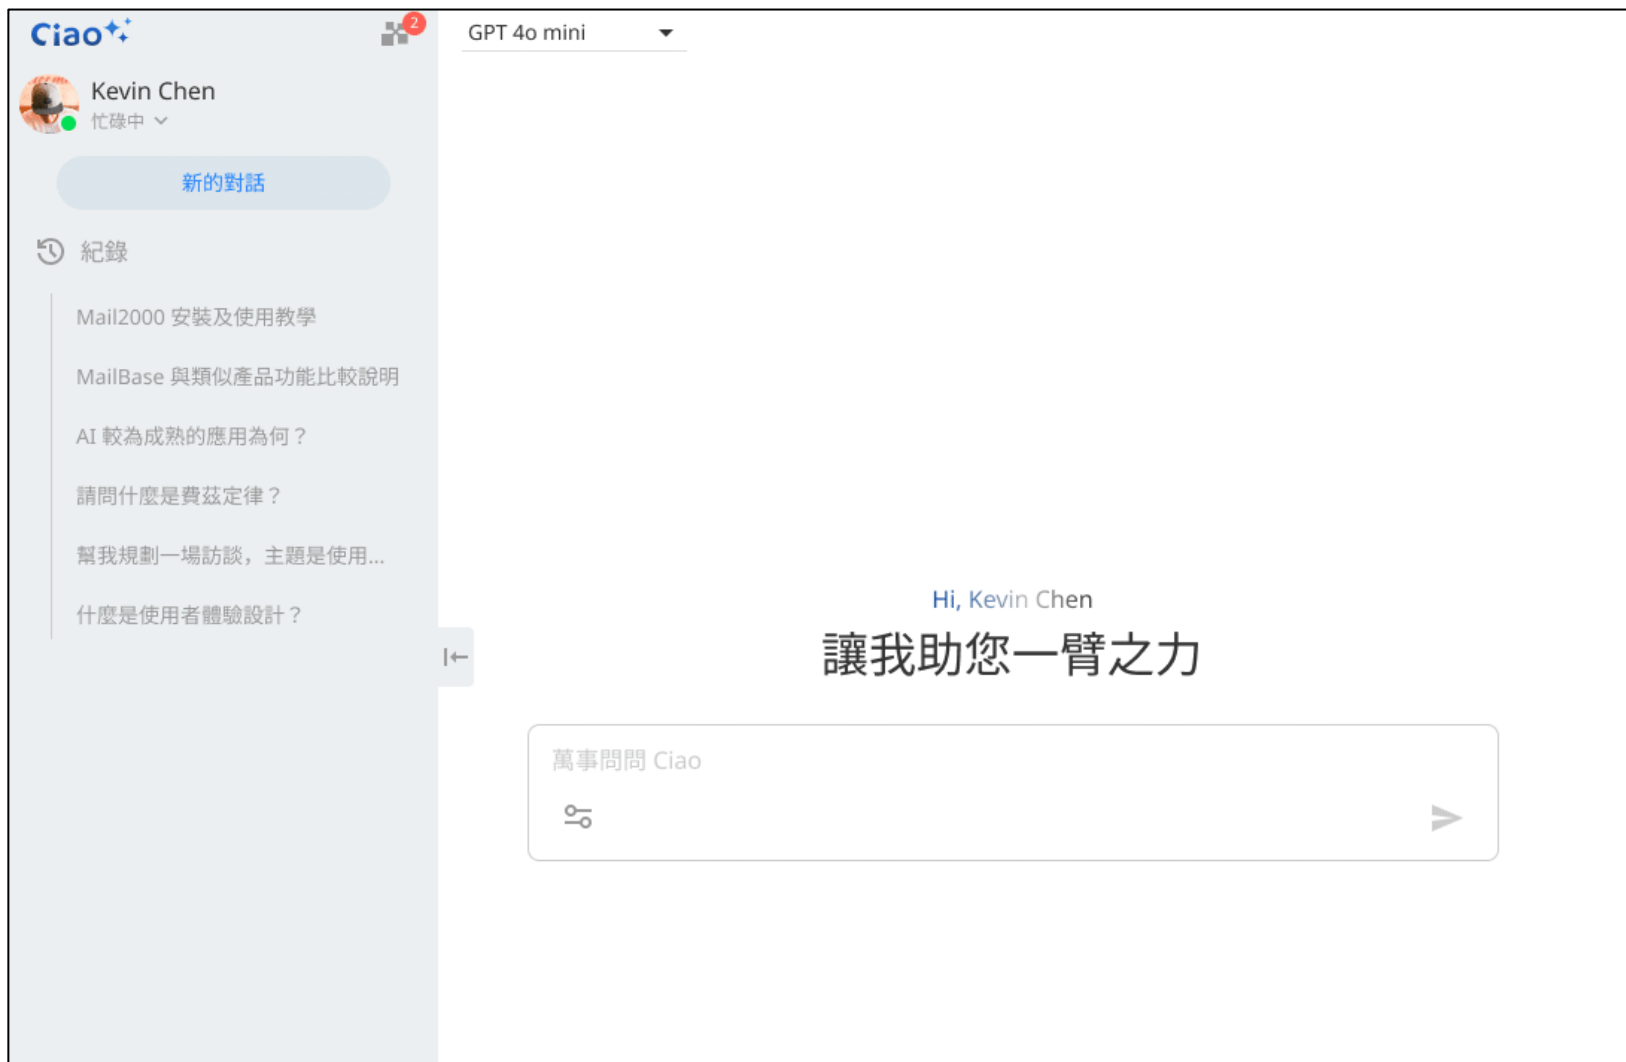 Ciao
2
GPT 4o mini
Kevin Chen
忙碌中
新的對話
紀錄
Mail2000 安裝及使用教學
MailBase 與類似產品功能比較說明
AI 較為成熟的應用為何？
請問什麼是費茲定律？
幫我規劃一場訪談，主題是使用...
什麼是使用者體驗設計？
Hi, Kevin Chen
讓我助您一臂之力
萬事問問 Ciao